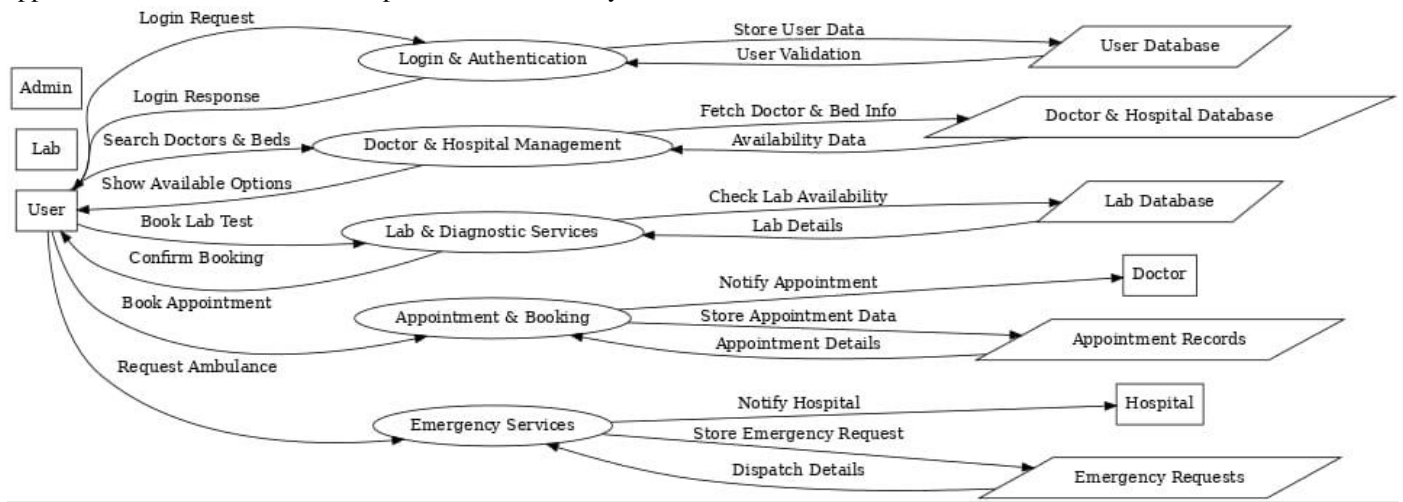 Login Request
Store User Data
User Database
Login & Authentication
User Validation
Admin
Login Response
Fetch Doctor & Bed Info
Doctor & Hospital Database
Search Doctors & Beds
Doctor & Hospital Management
Availability Data
Lab
Show Available Options
Check Lab Availability
Lab Database
User
Book Lab Test
Lab & Diagnostic Services
Lab Details
Confirm Booking
Notify Appointment
Doctor
Book Appointment
Appointment & Booking
Store Appointment Data
Appointment Details
Appointment Records
Request Ambulance
Notify Hospital
Hospital
Emergency Services
Store Emergency Request
Dispatch Details
Emergency Requests